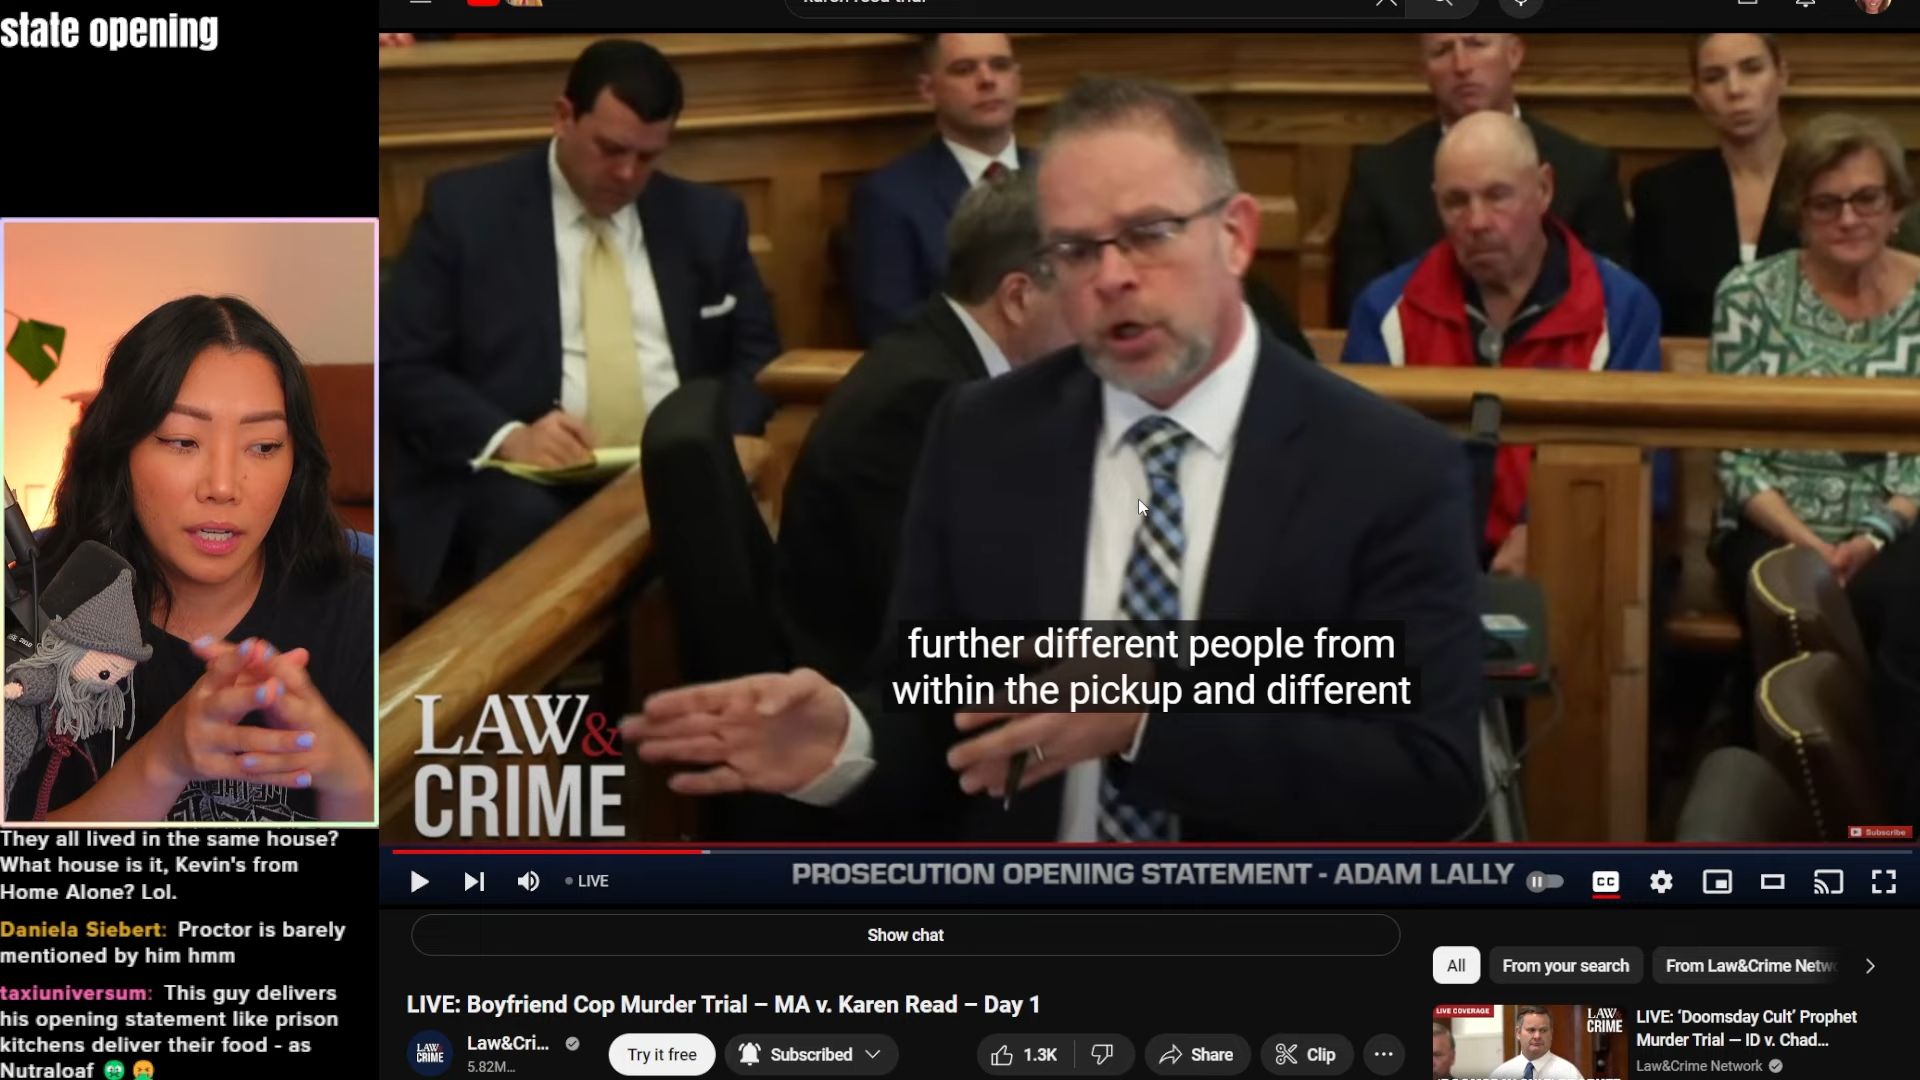 state opening
further different people from
within the pickup and different
LAW&
CRIME
Subscribe
LIVE
PROSECUTION OPENING STATEMENT - ADAM LALLY
CC
They all lived in the same house?
What house is it, Kevin's from
Home Alone? Lol.
Daniela Siebert: Proctor is barely
mentioned by him hmm
taxiuniversum: This guy delivers
his opening statement like prison
kitchens deliver their food - as
Nutraloaf
Show chat
All
From your search
From Law&Crime Netw
LIVE: Boyfriend Cop Murder Trial – MA v. Karen Read – Day 1
LAW&
CRIME
Law&Cri...
5.82M...
Try it free
Subscribed
1.3K
Share
Clip
LIVE COVERAGE
LAW&
CRIME
LIVE: ‘Doomsday Cult’ Prophet
Murder Trial — ID v. Chad...
Law&Crime Network